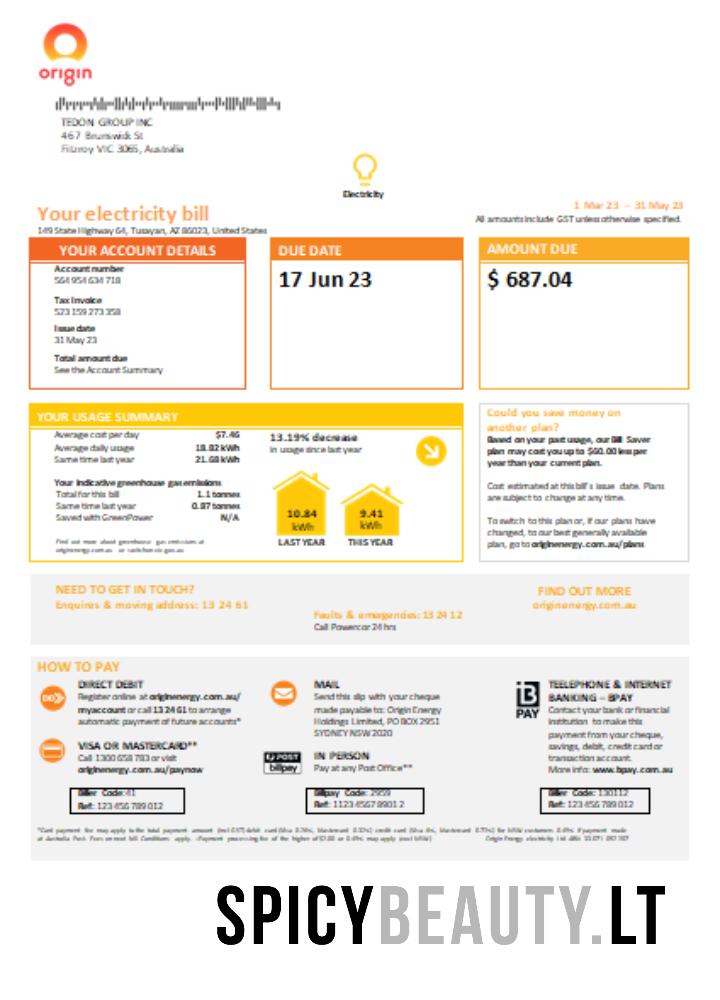 origin
TEDON GROUP INC
467 Brunswick St
Fitzroy VIC 3065, Australia
Electricity
Your electricity bill
1 Mar 23 – 31 May 23
149 State Highway 64, Tusayan, AZ 86023, United States
All amounts include GST unless otherwise specified.
YOUR ACCOUNT DETAILS
Account number
564 954 634 718
Tax Invoice
523 159 273 358
Issue date
31 May 23
Total amount due
See the Account Summary
DUE DATE
17 Jun 23
AMOUNT DUE
$ 687.04
YOUR USAGE SUMMARY
Average cost per day $7.46
Average daily usage 18.82 kWh
Same time last year 21.68 kWh
Your indicative greenhouse gas emissions
Total for this bill 1.1 tonnes
Same time last year 0.87 tonnes
Saved with GreenPower N/A
Find out more about greenhouse gas emissions at
originenergy.com.au or switchon.vic.gov.au
13.19% decrease
in usage since last year
10.84
kWh
LAST YEAR
9.41
kWh
THIS YEAR
Could you save money on
another plan?
Based on your past usage, our Bill Saver
plan may cost you up to $60.00 less per
year than your current plan.
Cost estimated at this bill's issue date. Plans
are subject to change at any time.
To switch to this plan or, if our plans have
changed, to our best generally available
plan, go to originenergy.com.au/plans
NEED TO GET IN TOUCH?
Enquires & moving address: 13 24 61
Faults & emergencies: 13 24 12
Call Powercor 24 hrs
FIND OUT MORE
originenergy.com.au
HOW TO PAY
DIRECT DEBIT
Register online at originenergy.com.au/
myaccount or call 13 24 61 to arrange
automatic payment of future accounts*
VISA OR MASTERCARD**
Call 1300 658 783 or visit
originenergy.com.au/paynow
Biller Code: 41
Ref: 123 456 789 012
MAIL
Send this slip with your cheque
made payable to: Origin Energy
Holdings Limited, PO BOX 2951
SYDNEY NSW 2020
POST
billpay
IN PERSON
Pay at any Post Office**
Billpay Code: 2959
Ref: 1123 4567 8901 2
B
PAY
TEELEPHONE & INTERNET
BANKING – BPAY
Contact your bank or financial
institution to make this
payment from your cheque,
savings, debit, credit card or
transaction account.
More info: www.bpay.com.au
Biller Code: 130112
Ref: 123 456 789 012
SPICYBEAUTY.LT